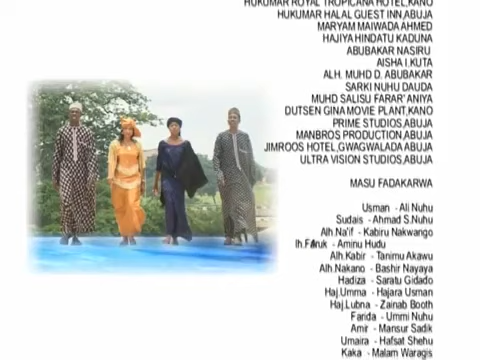 HUKUMAR ROYAL TROPICANA HOTEL,KANO
HUKUMAR HALAL GUEST INN,ABUJA
MARYAM MAIWADA AHMED
HAJIYA HINDATU KADUNA
ABUBAKAR NASIRU
AISHA I.KUTA
ALH. MUHD D. ABUBAKAR
SARKI NUHU DAUDA
MUHD SALISU FARAR' ANIYA
DUTSEN GINA MOVIE PLANT,KANO
PRIME STUDIOS,ABUJA
MANBROS PRODUCTION,ABUJA
JIMROOS HOTEL,GWAGWALADA ABUJA
ULTRA VISION STUDIOS,ABUJA
MASU FADAKARWA
Usman - Ali Nuhu
Sudais - Ahmad S.Nuhu
Alh.Na'if - Kabiru Nakwango
lh.Faruk - Aminu Hudu
Alh.Kabir - Tanimu Akawu
Alh.Nakano - Bashir Nayaya
Hadiza - Saratu Gidado
Haj.Umma - Hajara Usman
Haj.Lubna - Zainab Booth
Farida - Ummi Nuhu
Amir - Mansur Sadik
Umaira - Hafsat Shehu
Kaka - Malam Waragis